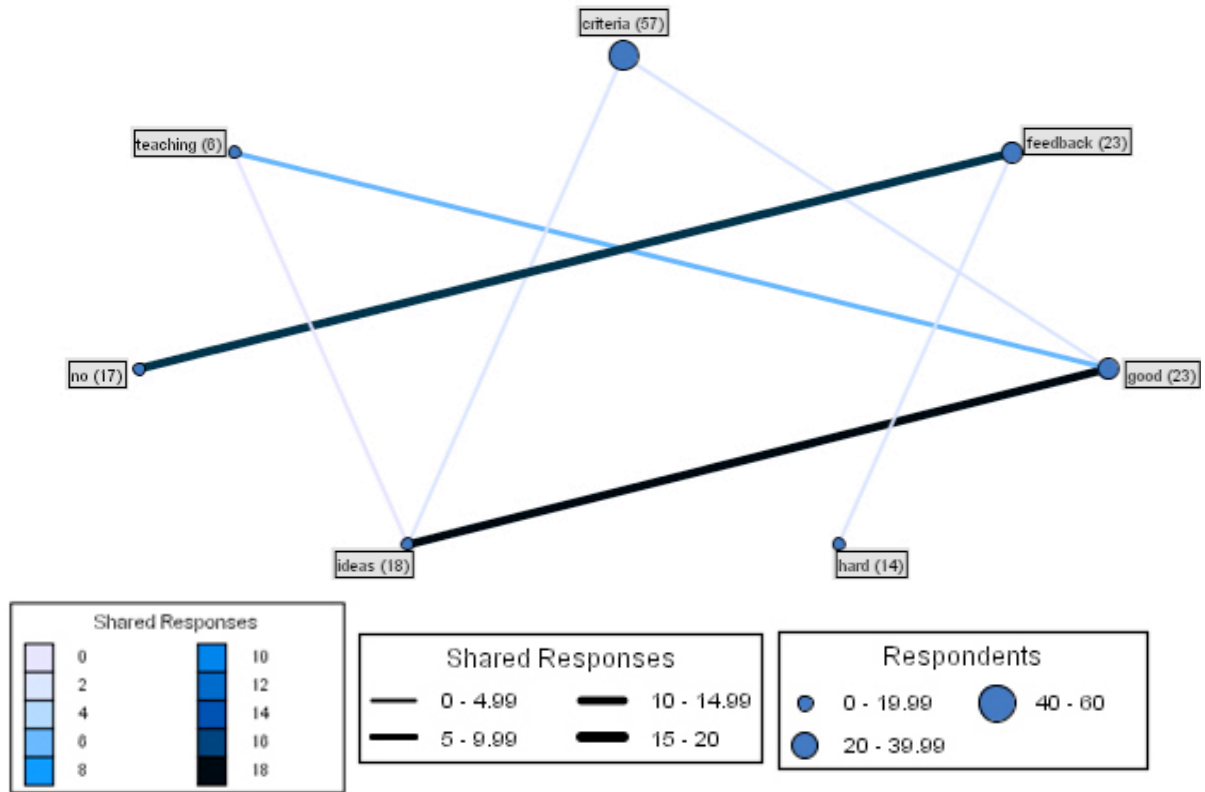 criteria (57)
teaching (6)
feedback (23)
no (17)
good (23)
ideas (18)
hard (14)
Shared Responses
0 10
2 12
4 14
6 16
8 18
Shared Responses
0 - 4.99 10 - 14.99
5 - 9.99 15 - 20
Respondents
0 - 19.99 40 - 60
20 - 39.99